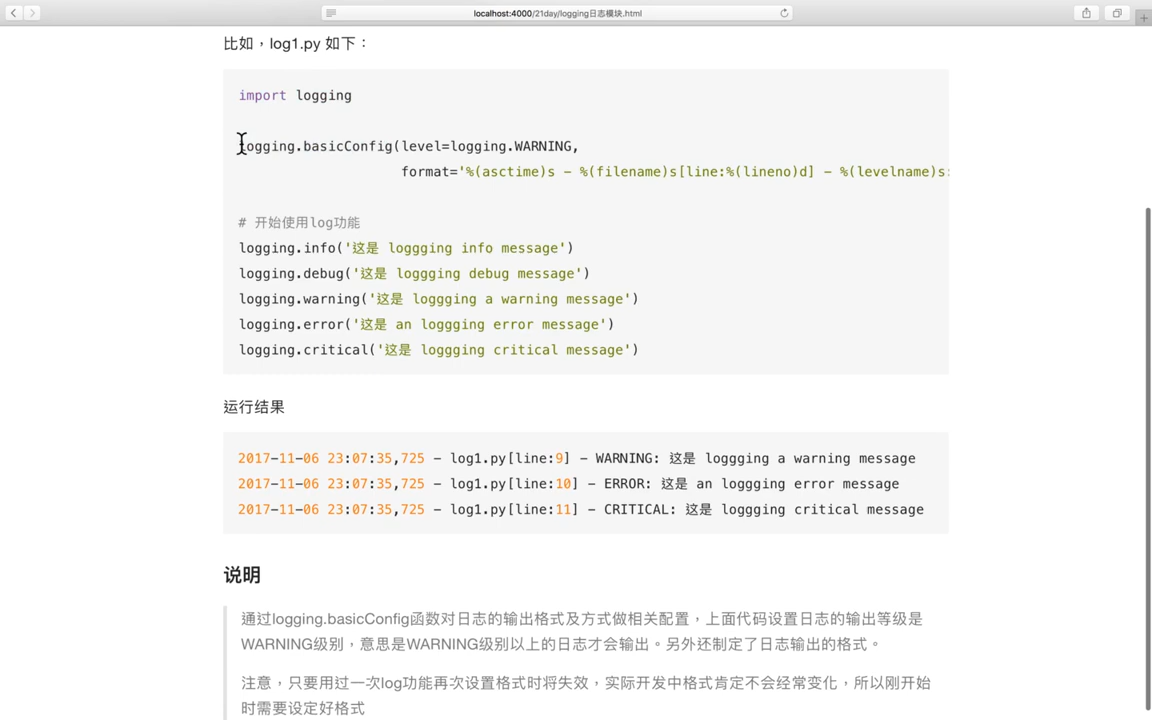 localhost:4000/21day/logging日志模块.html
比如，log1.py 如下：
import logging
logging.basicConfig(level=logging.WARNING,
format='%(asctime)s - %(filename)s[line:%(lineno)d] - %(levelname)s:
# 开始使用log功能
logging.info('这是 loggging info message')
logging.debug('这是 loggging debug message')
logging.warning('这是 loggging a warning message')
logging.error('这是 an loggging error message')
logging.critical('这是 loggging critical message')
运行结果
2017-11-06 23:07:35,725 - log1.py[line:9] - WARNING: 这是 loggging a warning message
2017-11-06 23:07:35,725 - log1.py[line:10] - ERROR: 这是 an loggging error message
2017-11-06 23:07:35,725 - log1.py[line:11] - CRITICAL: 这是 loggging critical message
说明
通过logging.basicConfig函数对日志的输出格式及方式做相关配置，上面代码设置日志的输出等级是
WARNING级别，意思是WARNING级别以上的日志才会输出。另外还制定了日志输出的格式。
注意，只要用过一次log功能再次设置格式时将失效，实际开发中格式肯定不会经常变化，所以刚开始
时需要设定好格式